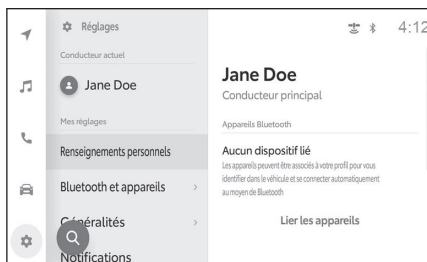 Réglages
4:12
Conducteur actuel
Jane Doe
Mes réglages
Renseignements personnels
Bluetooth et appareils
Généralités
Notifications
Jane Doe
Conducteur principal
Appareils Bluetooth
Aucun dispositif lié
Les appareils peuvent être associés à votre profil pour vous
identifier dans le véhicule et se connecter automatiquement
au moyen de Bluetooth
Lier les appareils